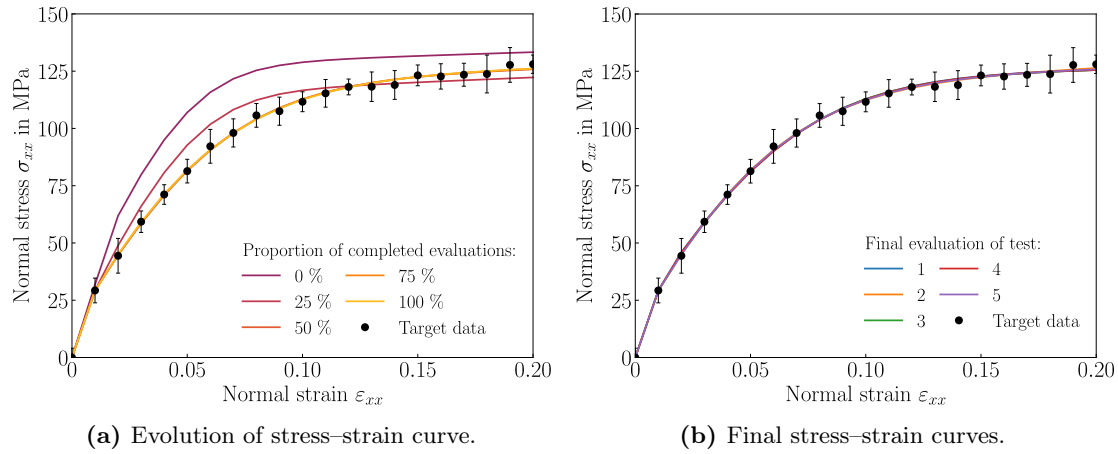 150
125
100
75
50
25
0
Normal stress σxx in MPa
Proportion of completed evaluations:
0 % 75 %
25 % 100 %
50 % Target data
0 0.05 0.10 0.15 0.20
Normal strain εxx
(a) Evolution of stress–strain curve.
150
125
100
75
50
25
0
Normal stress σxx in MPa
Final evaluation of test:
1 4
2 5
3 Target data
0 0.05 0.10 0.15 0.20
Normal strain εxx
(b) Final stress–strain curves.